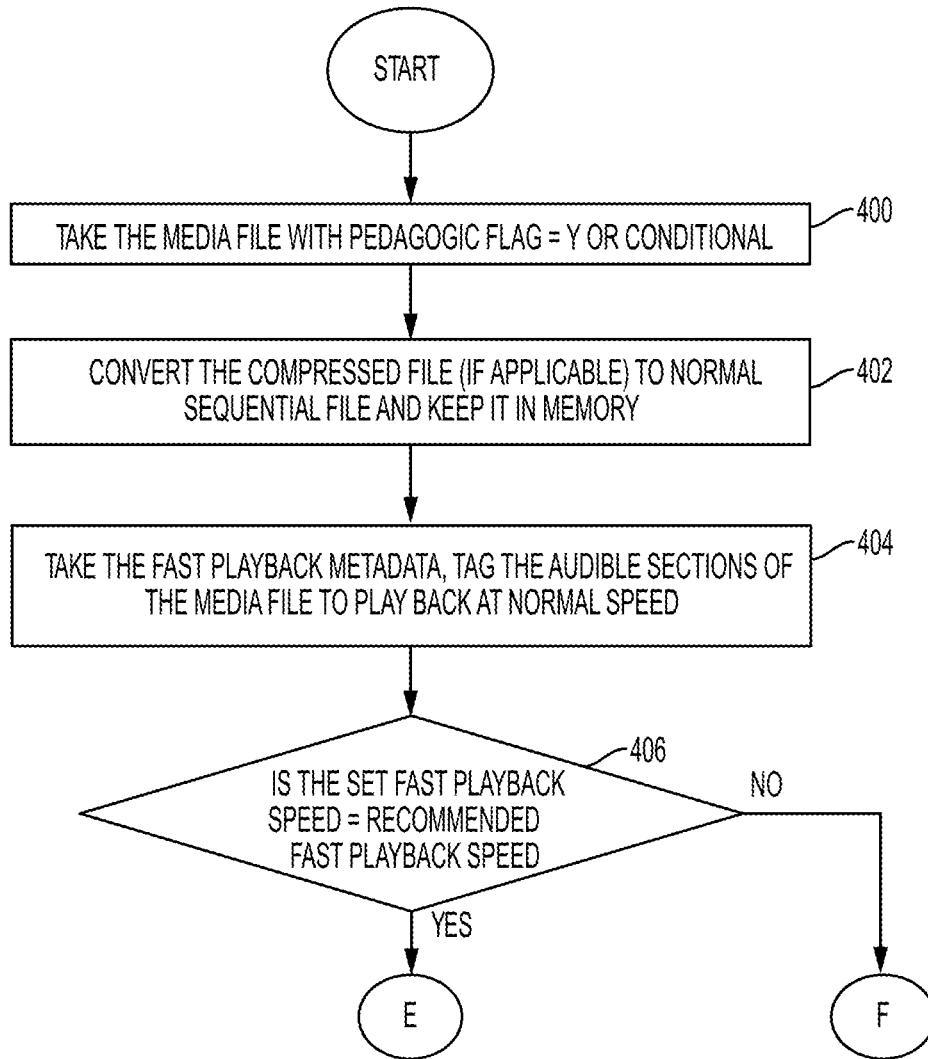 START
TAKE THE MEDIA FILE WITH PEDAGOGIC FLAG = Y OR CONDITIONAL
400
CONVERT THE COMPRESSED FILE (IF APPLICABLE) TO NORMAL
SEQUENTIAL FILE AND KEEP IT IN MEMORY
402
TAKE THE FAST PLAYBACK METADATA, TAG THE AUDIBLE SECTIONS OF
THE MEDIA FILE TO PLAY BACK AT NORMAL SPEED
404
IS THE SET FAST PLAYBACK
SPEED = RECOMMENDED
FAST PLAYBACK SPEED
406
NO
YES
E
F